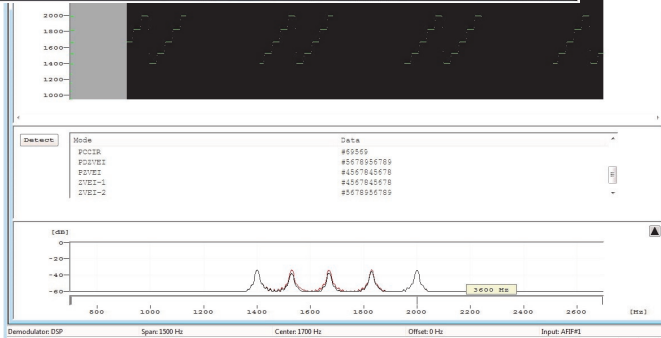 2000
1800
1600
1400
1200
1000
Detect
Mode Data
PCCIR #69569
PDZVEI #5678956789
PZVEI #4567845678
ZVEI-1 #4567845678
ZVEI-2 #5678956789
[dB]
0
-20
-40
-60
3600 Hz
800 1000 1200 1400 1600 1800 2000 2200 2400 2600 [Hz]
Demodulator: DSP Span: 1500 Hz Center: 1700 Hz Offset: 0 Hz Input: AFIF#1